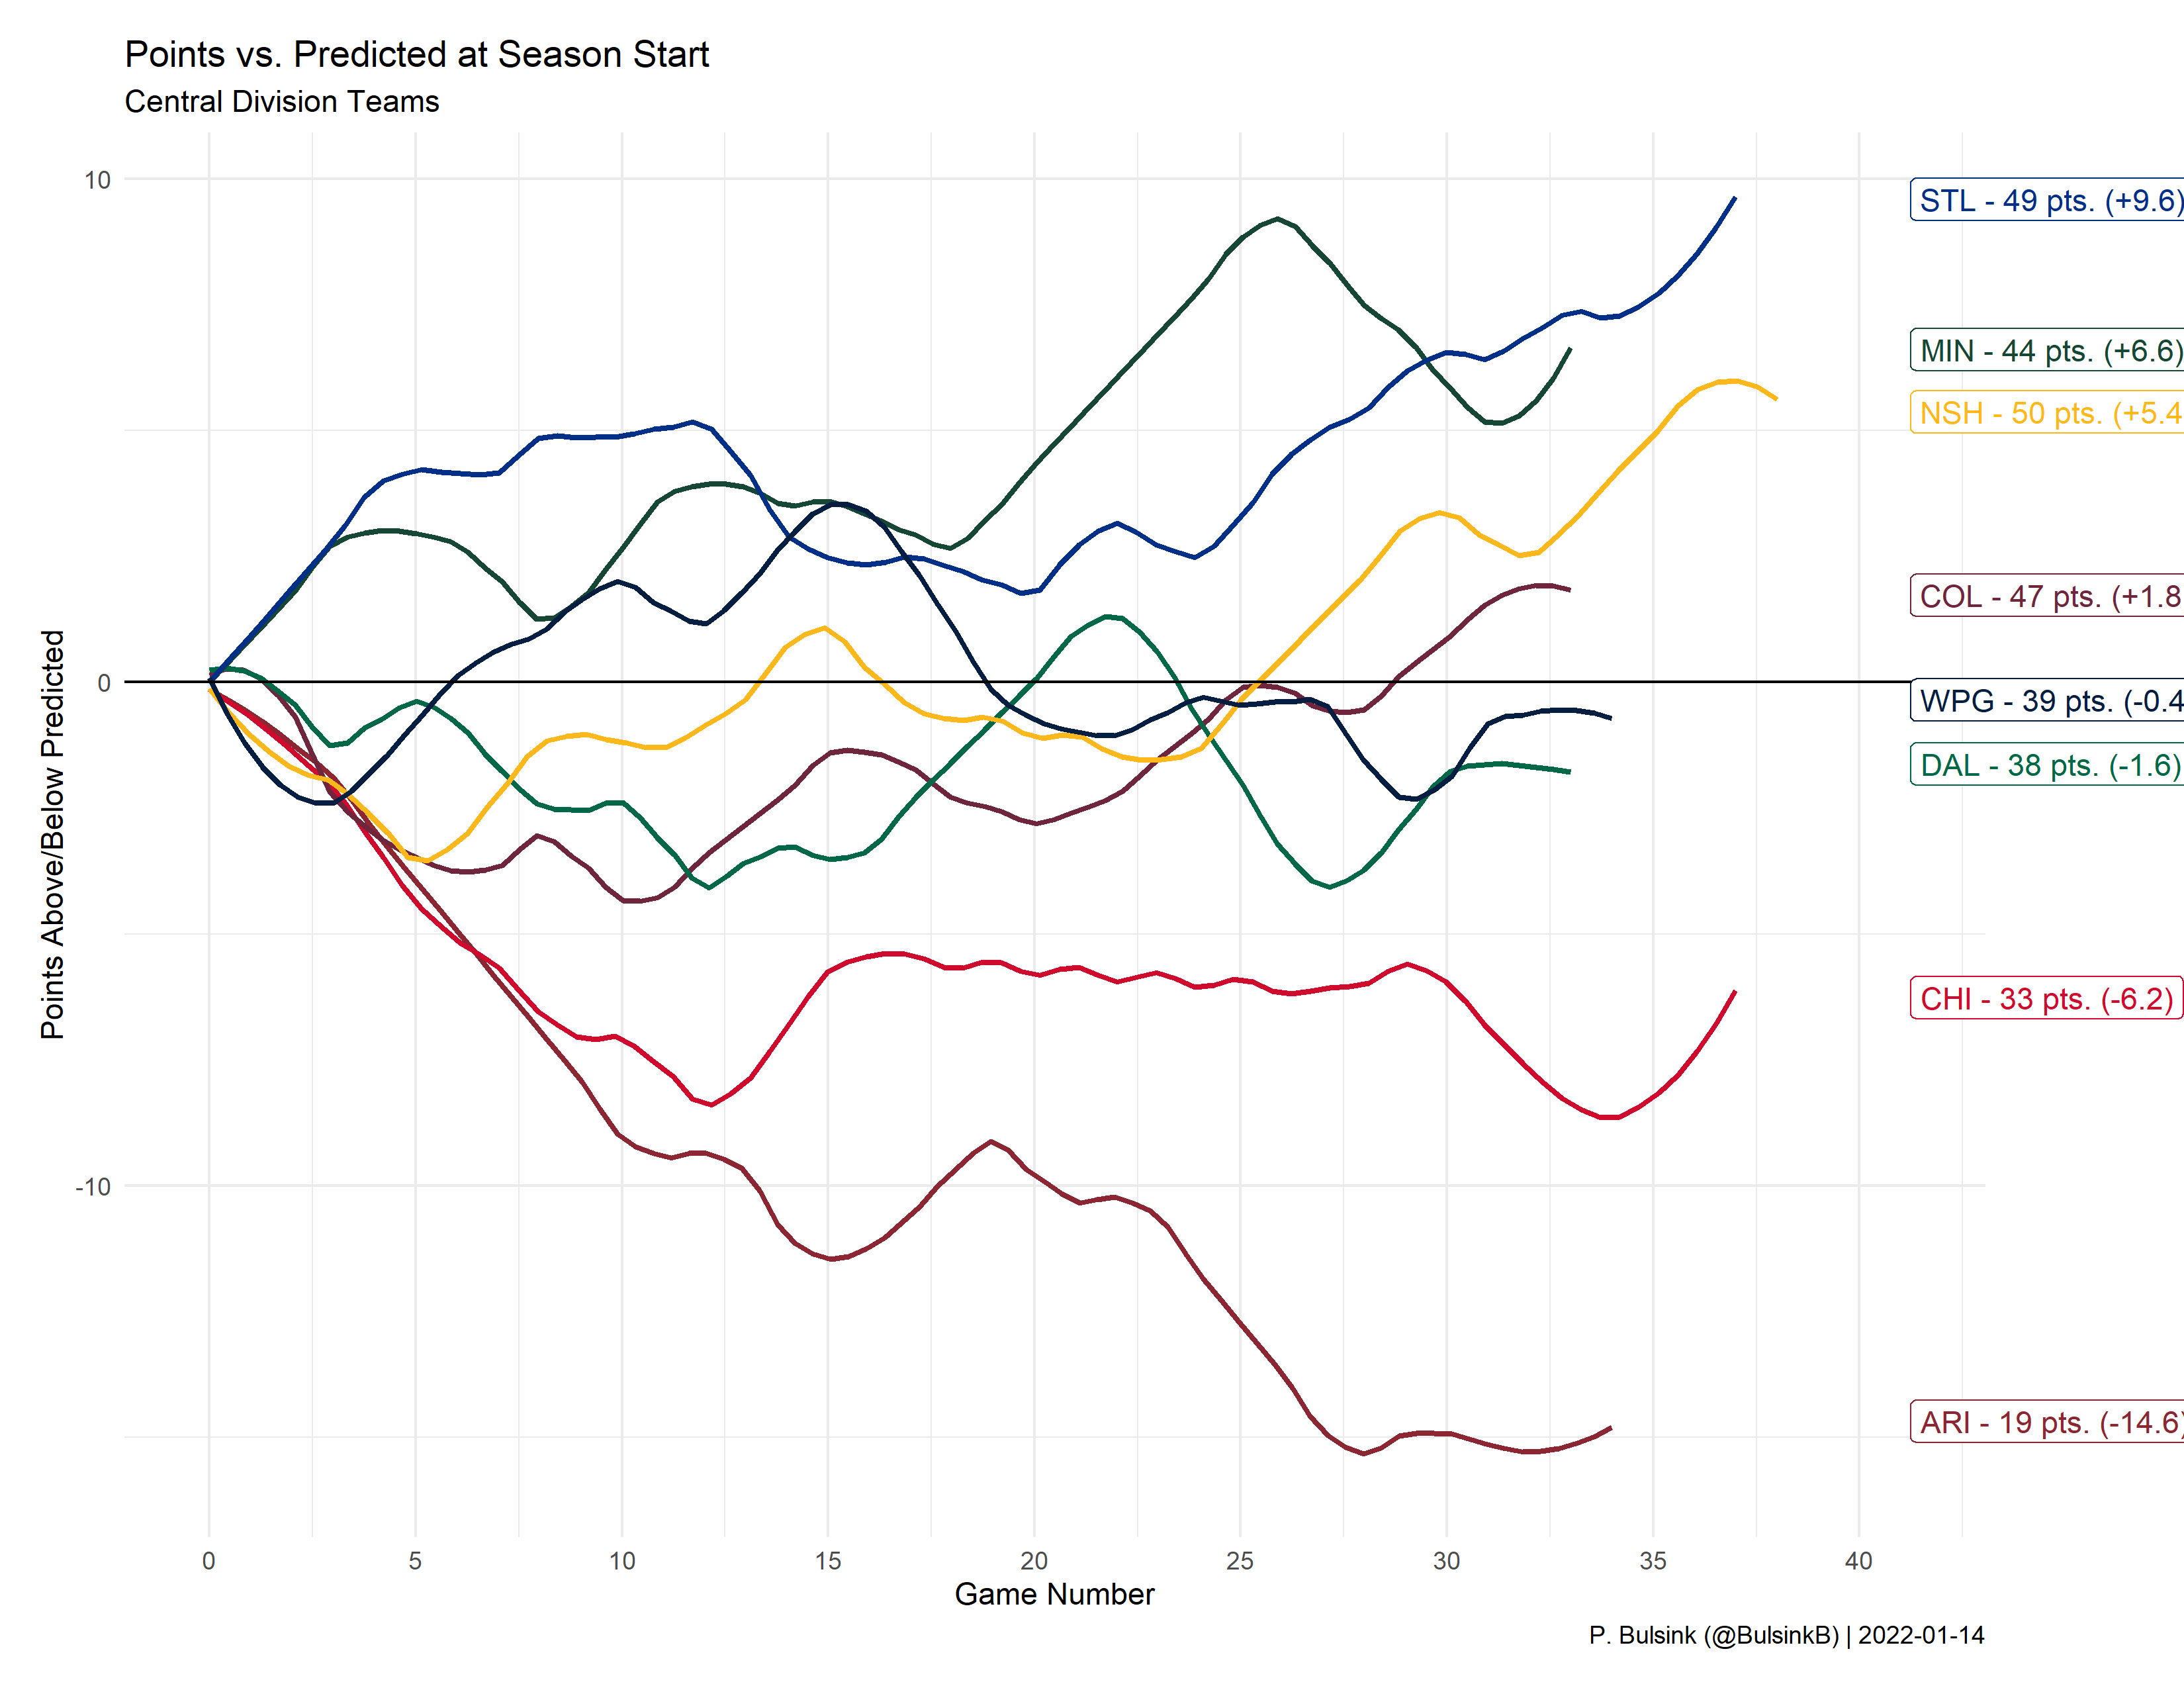 Points vs. Predicted at Season Start
Central Division Teams
Points Above/Below Predicted
10
0
-10
STL - 49 pts. (+9.6)
MIN - 44 pts. (+6.6)
NSH - 50 pts. (+5.4
COL - 47 pts. (+1.8
WPG - 39 pts. (-0.4
DAL - 38 pts. (-1.6)
CHI - 33 pts. (-6.2)
ARI - 19 pts. (-14.6)
0 5 10 15 20 25 30 35 40
Game Number
P. Bulsink (@BulsinkB) | 2022-01-14